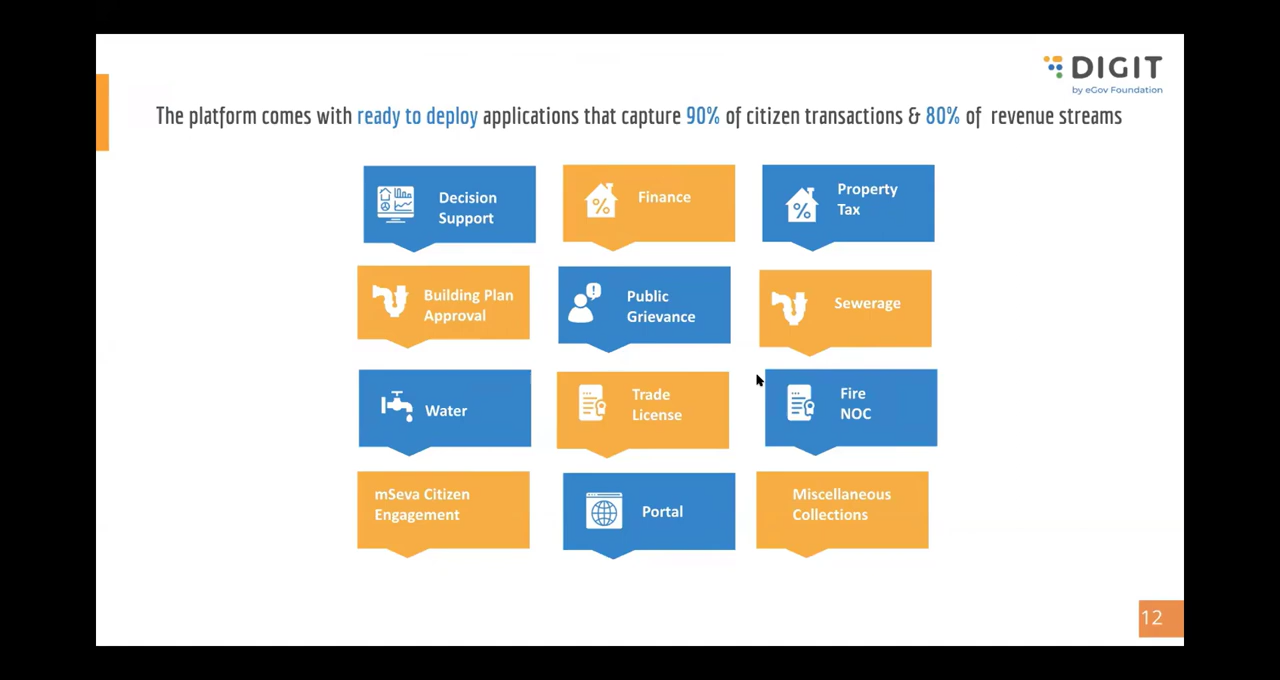 DIGIT
by eGov Foundation
The platform comes with ready to deploy applications that capture 90% of citizen transactions & 80% of revenue streams
Decision
Support
Finance
Property
Tax
Building Plan
Approval
Public
Grievance
Sewerage
Water
Trade
License
Fire
NOC
mSeva Citizen
Engagement
Portal
Miscellaneous
Collections
12